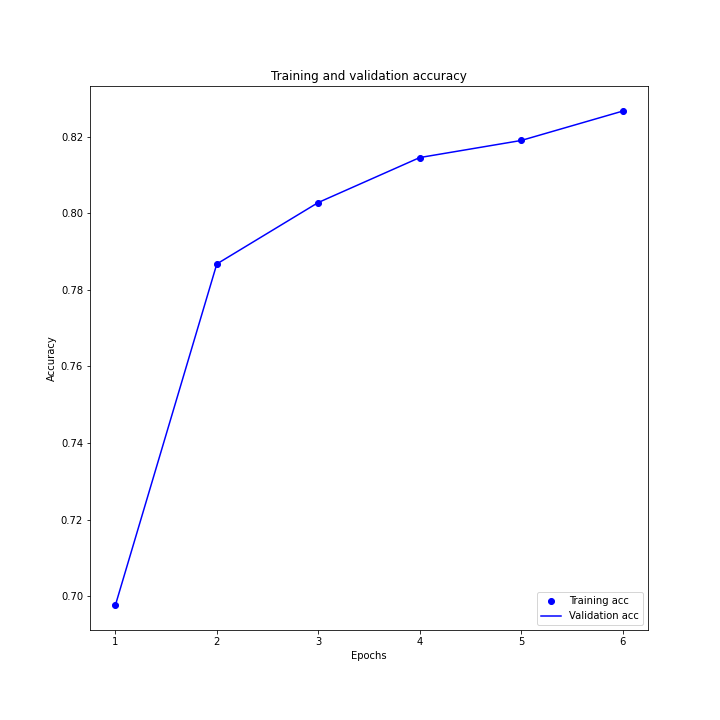 Training and validation accuracy
0.82
0.80
0.78
0.76
0.74
0.72
0.70
Accuracy
Training acc
Validation acc
1 2 3 4 5 6
Epochs